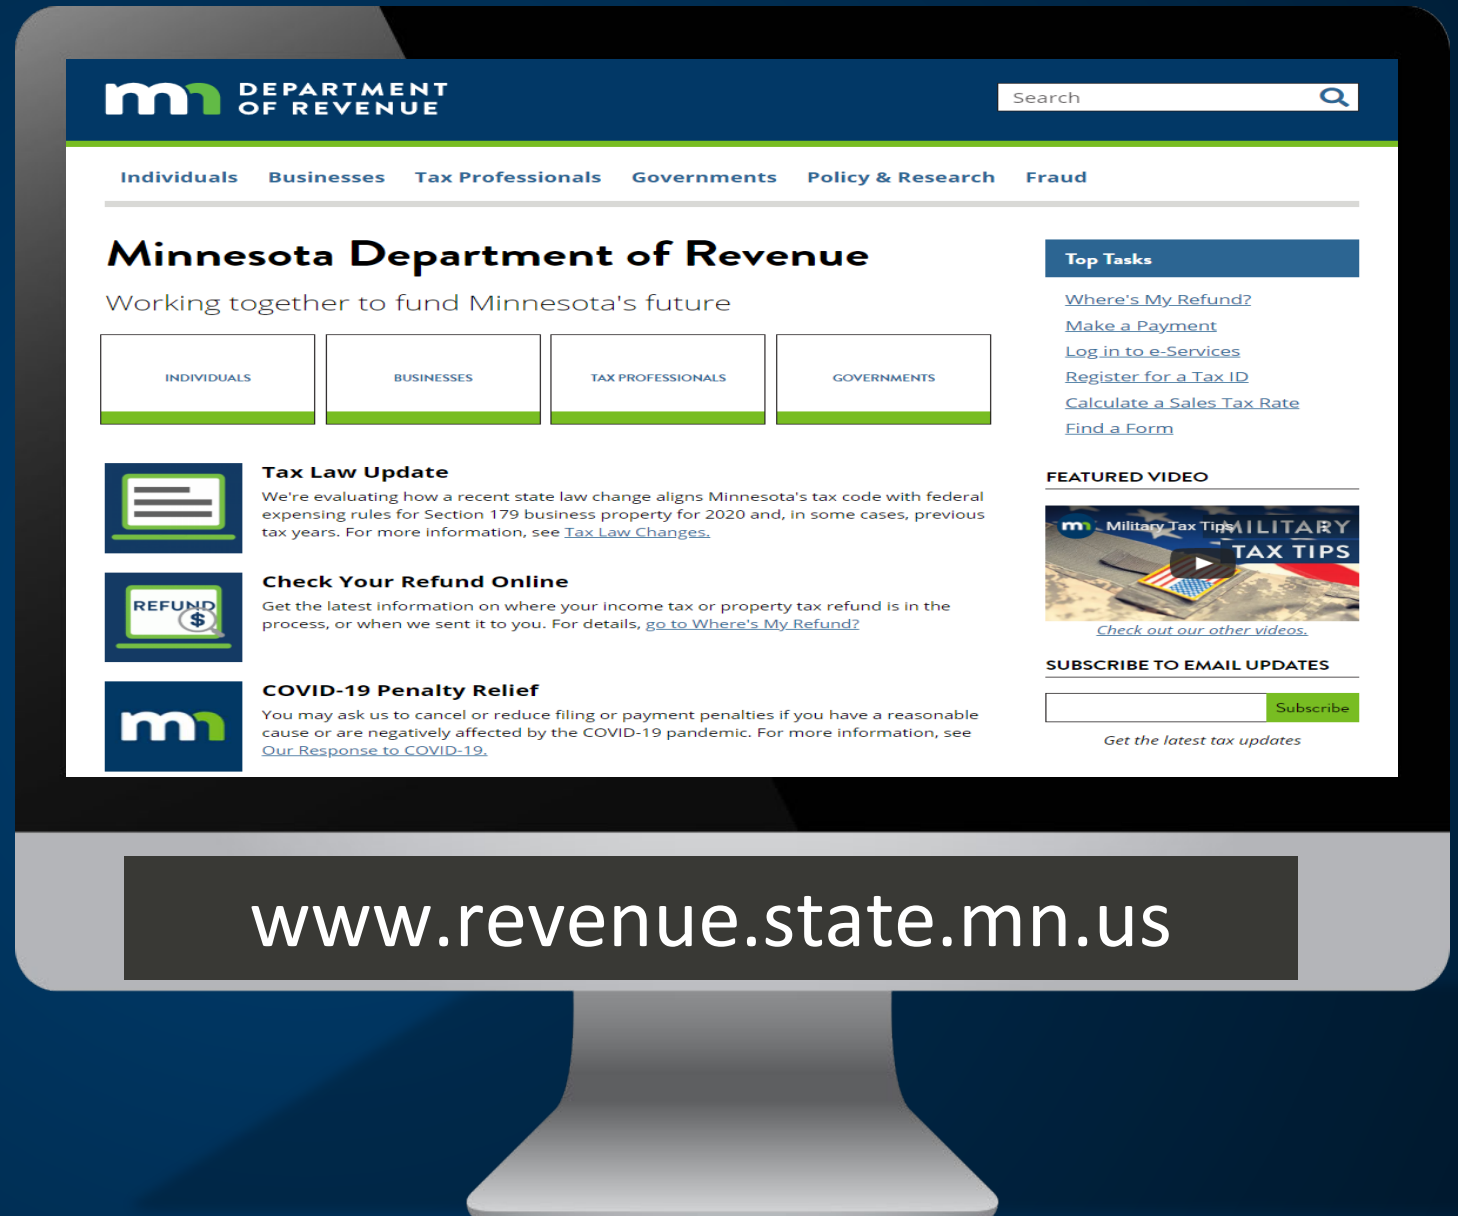 mn DEPARTMENT
OF REVENUE
Search
Individuals Businesses Tax Professionals Governments Policy & Research Fraud
Minnesota Department of Revenue
Working together to fund Minnesota's future
INDIVIDUALS BUSINESSES TAX PROFESSIONALS GOVERNMENTS
Tax Law Update
We're evaluating how a recent state law change aligns Minnesota's tax code with federal
expensing rules for Section 179 business property for 2020 and, in some cases, previous
tax years. For more information, see Tax Law Changes.
REFUND
$
Check Your Refund Online
Get the latest information on where your income tax or property tax refund is in the
process, or when we sent it to you. For details, go to Where's My Refund?
mn
COVID-19 Penalty Relief
You may ask us to cancel or reduce filing or payment penalties if you have a reasonable
cause or are negatively affected by the COVID-19 pandemic. For more information, see
Our Response to COVID-19.
Top Tasks
Where's My Refund?
Make a Payment
Log in to e-Services
Register for a Tax ID
Calculate a Sales Tax Rate
Find a Form
FEATURED VIDEO
mn Military Tax Tips
MILITARY
TAX TIPS
Check out our other videos.
SUBSCRIBE TO EMAIL UPDATES
Subscribe
Get the latest tax updates
www.revenue.state.mn.us